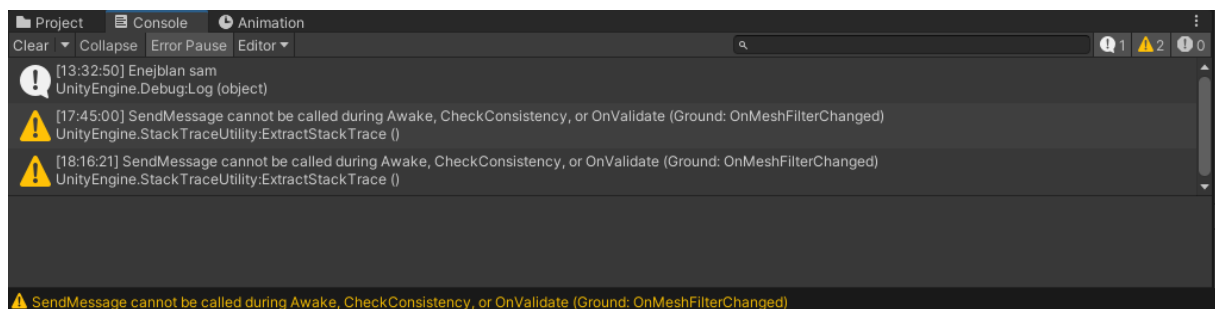 Project Console Animation
Clear Collapse Error Pause Editor 1 2 0
[13:32:50] Enejblan sam
UnityEngine.Debug:Log (object)
[17:45:00] SendMessage cannot be called during Awake, CheckConsistency, or OnValidate (Ground: OnMeshFilterChanged)
UnityEngine.StackTraceUtility:ExtractStackTrace ()
[18:16:21] SendMessage cannot be called during Awake, CheckConsistency, or OnValidate (Ground: OnMeshFilterChanged)
UnityEngine.StackTraceUtility:ExtractStackTrace ()
SendMessage cannot be called during Awake, CheckConsistency, or OnValidate (Ground: OnMeshFilterChanged)